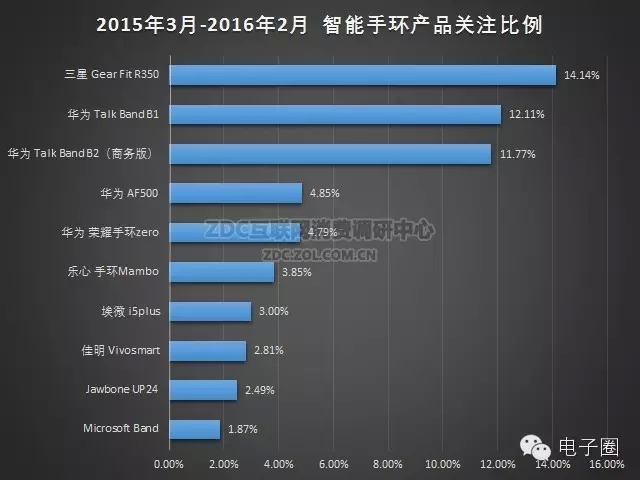 2015年3月-2016年2月 智能手环产品关注比例
三星 Gear Fit R350
14.14%
华为 Talk Band B1
12.11%
华为 Talk Band B2（商务版）
11.77%
华为 AF500
4.85%
ZDC互联网消费调研中心
华为 荣耀手环zero
4.79%
ZDC.ZOL.COM.CN
乐心 手环Mambo
3.85%
埃微 i5plus
3.00%
佳明 Vivosmart
2.81%
Jawbone UP24
2.49%
Microsoft Band
1.87%
电子圈
0.00% 2.00% 4.00% 6.00% 8.00% 10.00% 12.00% 14.00% 16.00%